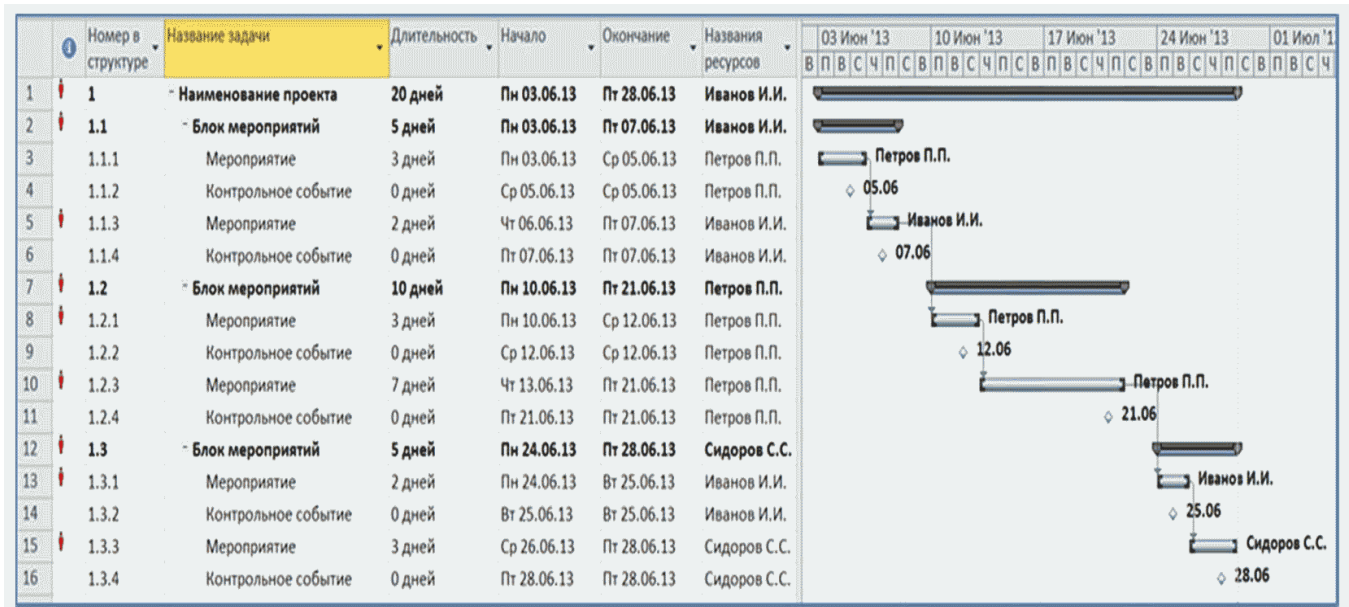 Номер в структуре Название задачи Длительность Начало Окончание Названия ресурсов
03 Июн '13 10 Июн '13 17 Июн '13 24 Июн '13 01 Июл '1
В П В С Ч П С В П В С Ч П С В П В С Ч П С В П В С Ч П С В П В С Ч
1 1 - Наименование проекта 20 дней Пн 03.06.13 Пт 28.06.13 Иванов И.И.
2 1.1 - Блок мероприятий 5 дней Пн 03.06.13 Пт 07.06.13 Иванов И.И.
3 1.1.1 Мероприятие 3 дней Пн 03.06.13 Ср 05.06.13 Петров П.П. Петров П.П.
4 1.1.2 Контрольное событие 0 дней Ср 05.06.13 Ср 05.06.13 Петров П.П. 05.06
5 1.1.3 Мероприятие 2 дней Чт 06.06.13 Пт 07.06.13 Иванов И.И. Иванов И.И.
6 1.1.4 Контрольное событие 0 дней Пт 07.06.13 Пт 07.06.13 Иванов И.И. 07.06
7 1.2 - Блок мероприятий 10 дней Пн 10.06.13 Пт 21.06.13 Петров П.П.
8 1.2.1 Мероприятие 3 дней Пн 10.06.13 Ср 12.06.13 Петров П.П. Петров П.П.
9 1.2.2 Контрольное событие 0 дней Ср 12.06.13 Ср 12.06.13 Петров П.П. 12.06
10 1.2.3 Мероприятие 7 дней Чт 13.06.13 Пт 21.06.13 Петров П.П. Петров П.П.
11 1.2.4 Контрольное событие 0 дней Пт 21.06.13 Пт 21.06.13 Петров П.П. 21.06
12 1.3 - Блок мероприятий 5 дней Пн 24.06.13 Пт 28.06.13 Сидоров С.С.
13 1.3.1 Мероприятие 2 дней Пн 24.06.13 Вт 25.06.13 Иванов И.И. Иванов И.И.
14 1.3.2 Контрольное событие 0 дней Вт 25.06.13 Вт 25.06.13 Иванов И.И. 25.06
15 1.3.3 Мероприятие 3 дней Ср 26.06.13 Пт 28.06.13 Сидоров С.С. Сидоров С.С.
16 1.3.4 Контрольное событие 0 дней Пт 28.06.13 Пт 28.06.13 Сидоров С.С. 28.06